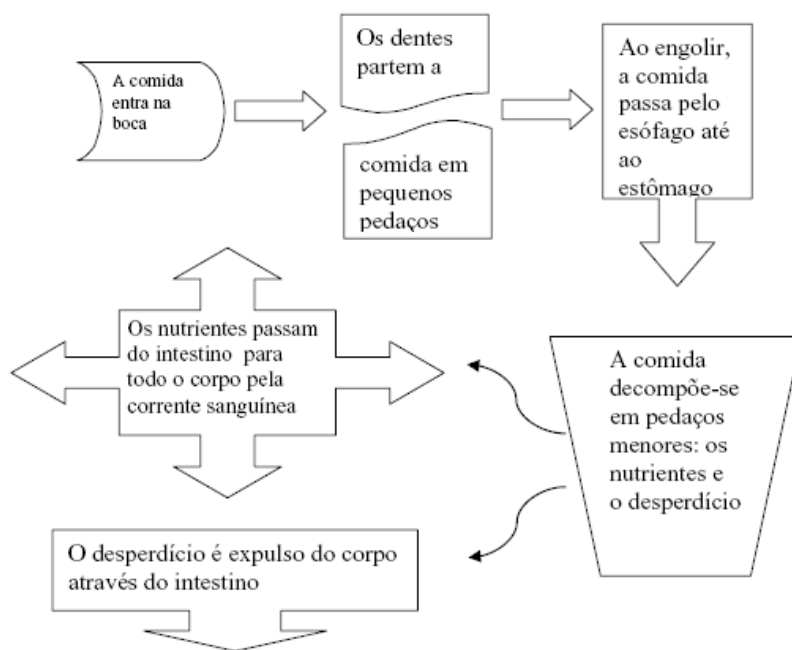 A comida
entra na
boca
Os dentes
partem a
comida em
pequenos
pedaços
Ao engolir,
a comida
passa pelo
esófago até
ao
estômago
A comida
decompõe-se
em pedaços
menores: os
nutrientes e
o desperdício
Os nutrientes passam
do intestino para
todo o corpo pela
corrente sanguínea
O desperdício é expulso do corpo
através do intestino